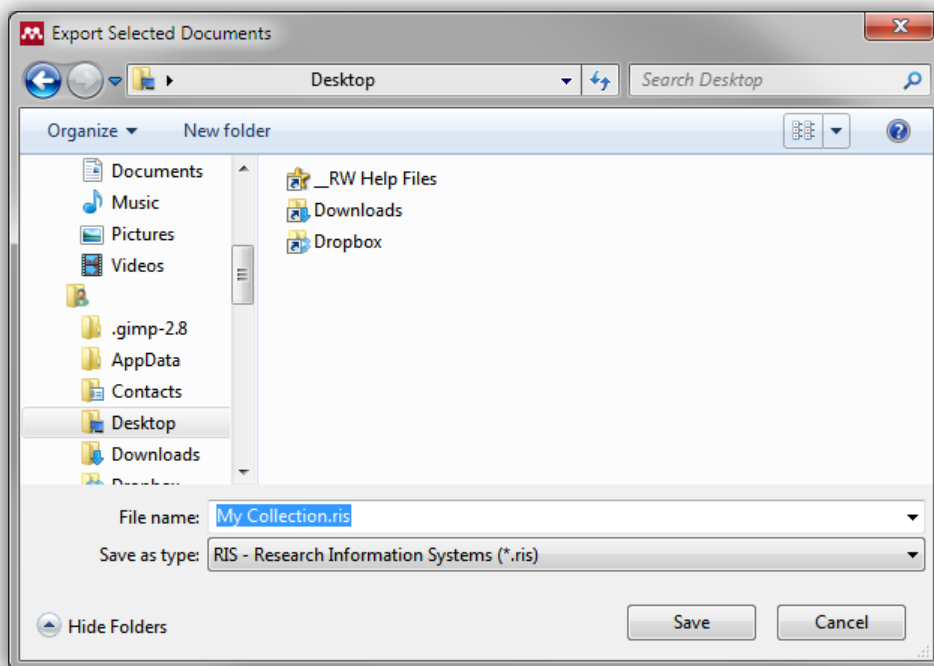 Export Selected Documents
Desktop
Search Desktop
Organize
New folder
Documents
Music
Pictures
Videos
.gimp-2.8
AppData
Contacts
Desktop
Downloads
Dropbox
__RW Help Files
Downloads
Dropbox
File name: My Collection.ris
Save as type: RIS - Research Information Systems (*.ris)
Hide Folders
Save
Cancel